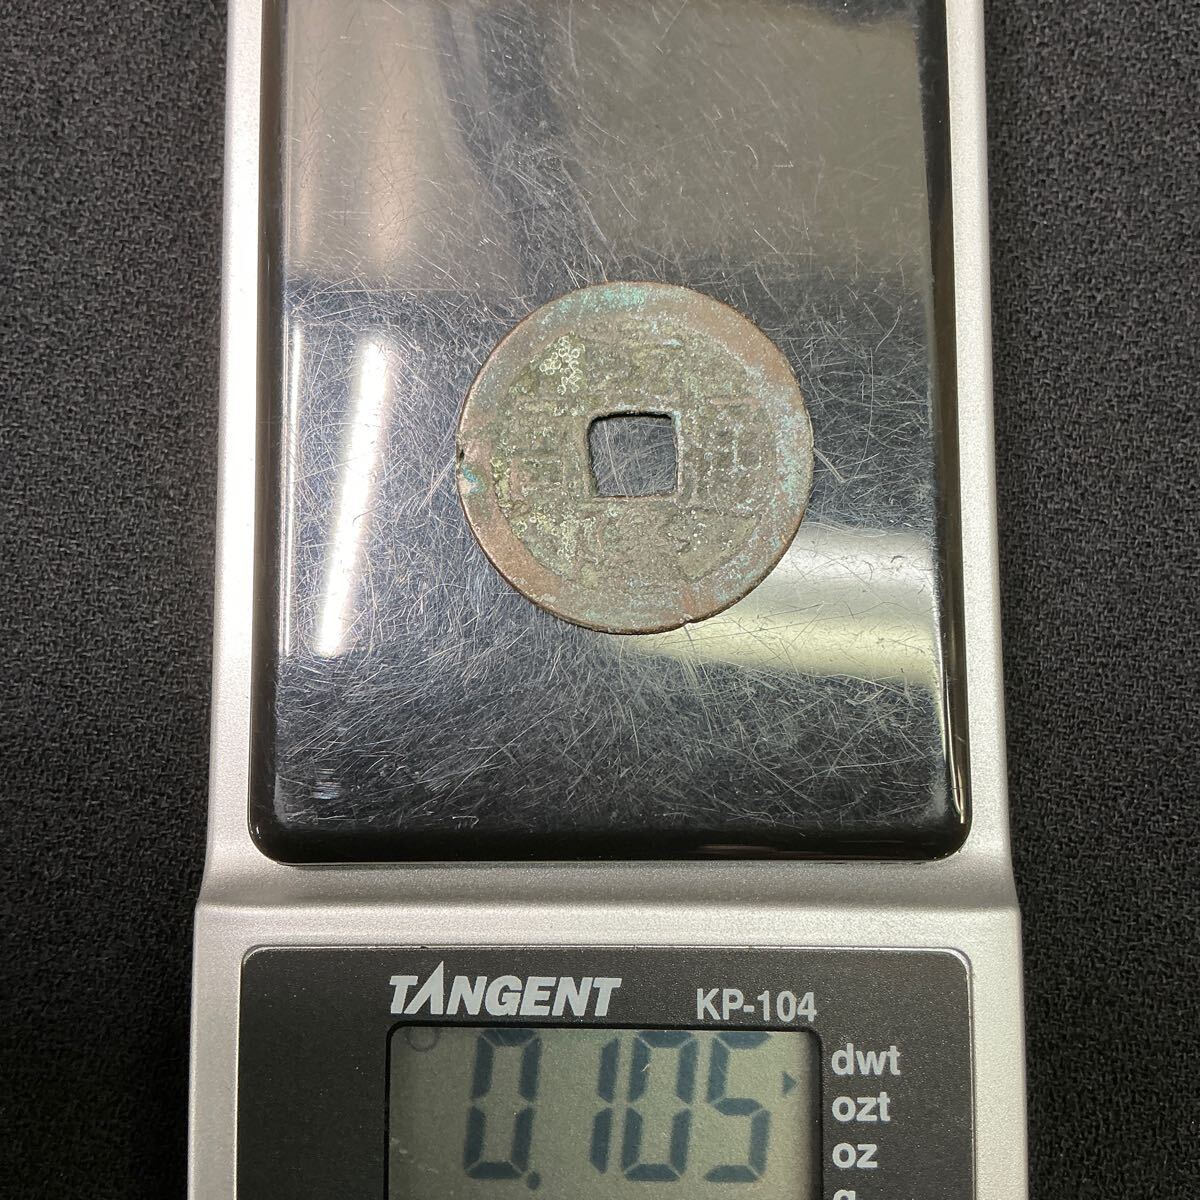 TANGENT KP-104
0.105
dwt
ozt
oz
g